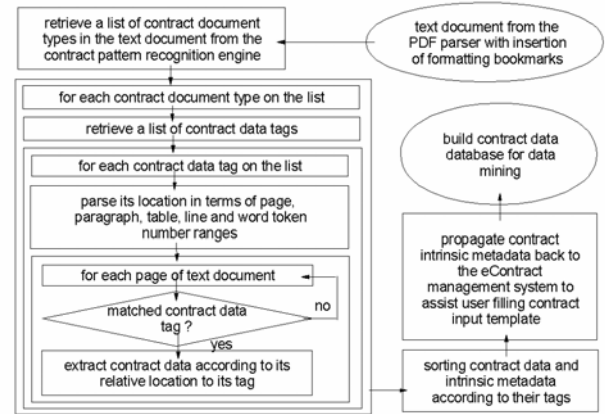 retrieve a list of contract document
types in the text document from the
contract pattern recognition engine
text document from the
PDF parser with insertion
of formatting bookmarks
for each contract document type on the list
retrieve a list of contract data tags
for each contract data tag on the list
parse its location in terms of page,
paragraph, table, line and word token
number ranges
for each page of text document
matched contract data
tag ?
no
yes
extract contract data according to its
relative location to its tag
build contract data
database for data
mining
propagate contract
intrinsic metadata back to
the eContract
management system to
assist user filling contract
input template
sorting contract data and
intrinsic metadata
according to their tags